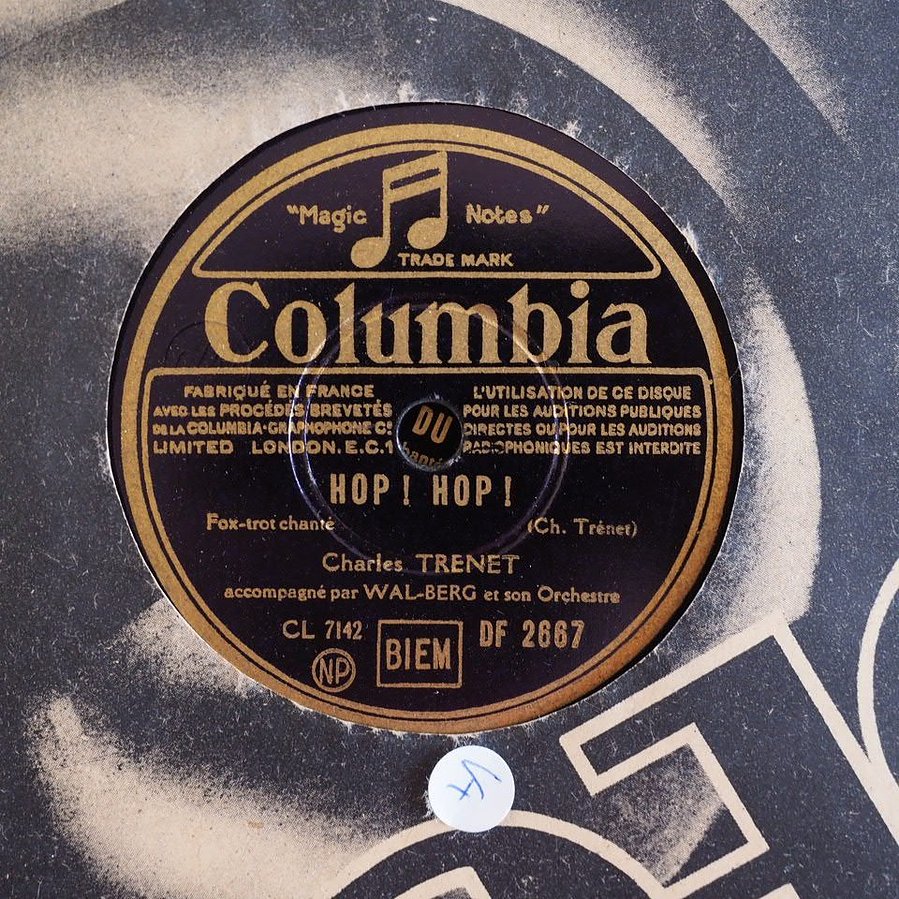 "Magic Notes"
TRADE MARK
Columbia
FABRIQUÉ EN FRANCE
AVEC LES PROCÉDÉS BREVETÉS
DE LA COLUMBIA-GRAPHOPHONE Cº
LIMITED LONDON.E.C.1
L'UTILISATION DE CE DISQUE
POUR LES AUDITIONS PUBLIQUES
DIRECTES OU POUR LES AUDITIONS
RADIOPHONIQUES EST INTERDITE
DU
HOP! HOP!
Fox-trot chanté
(Ch. Trénet)
Charles TRENET
accompagné par WAL-BERG et son Orchestre
CL 7142
NP
BIEM
DF 2667